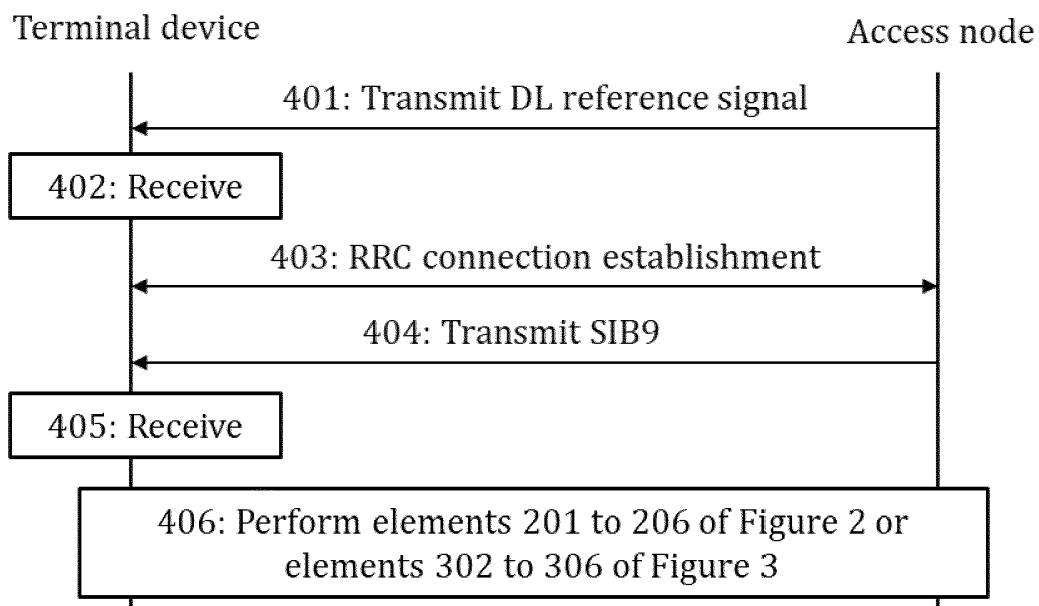 Terminal device
Access node
401: Transmit DL reference signal
402: Receive
403: RRC connection establishment
404: Transmit SIB9
405: Receive
406: Perform elements 201 to 206 of Figure 2 or
elements 302 to 306 of Figure 3